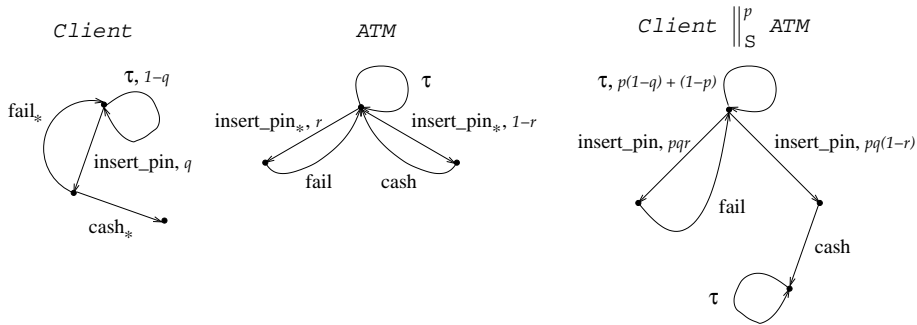 Client
τ, 1−q
fail*
insert_pin, q
cash*
ATM
τ
insert_pin*, r
insert_pin*, 1−r
fail
cash
Client ‖ p S ATM
τ, p(1−q) + (1−p)
insert_pin, pqr
insert_pin, pq(1−r)
fail
cash
τ